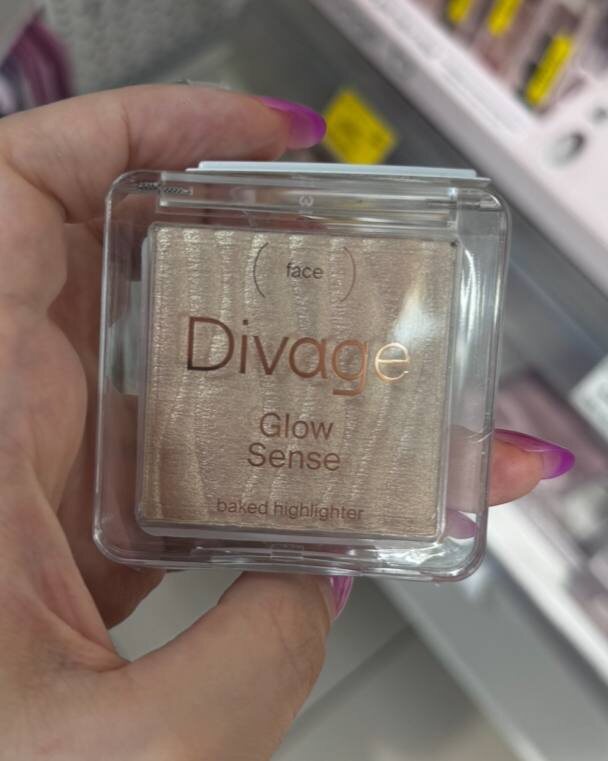 face
Divage
Glow
Sense
baked highlighter